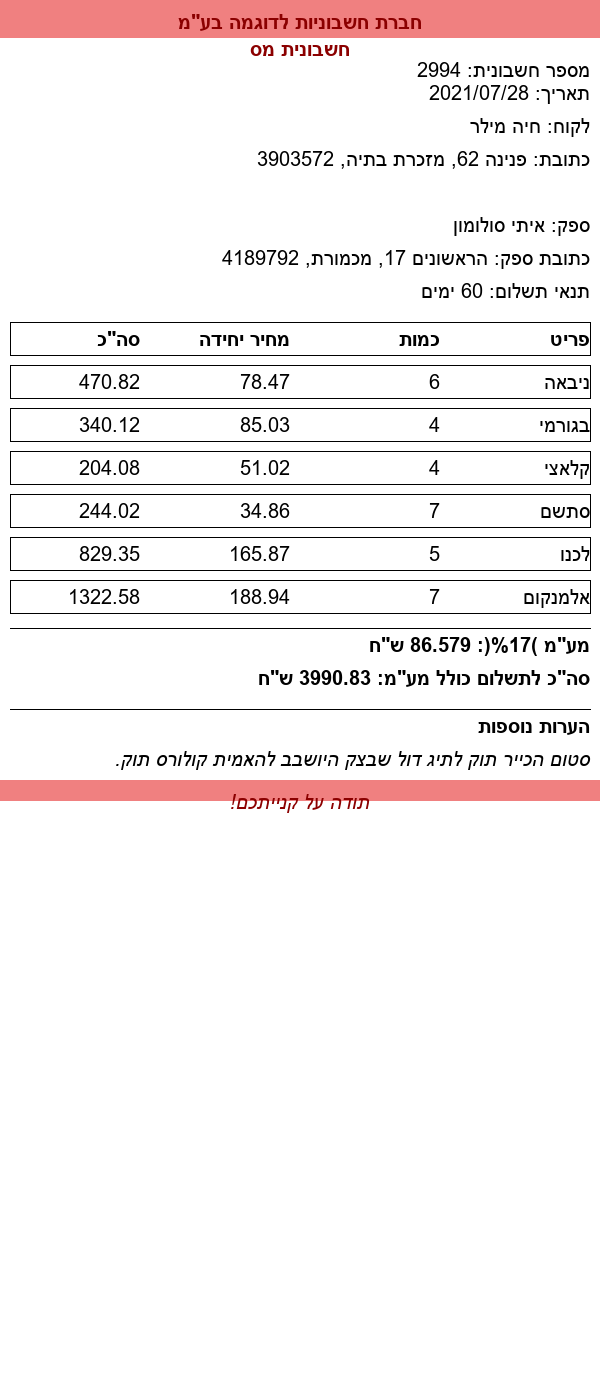 חברת חשבוניות לדוגמה בע"מ
חשבונית מס
מספר חשבונית: 2994
תאריך: 2021/07/28
לקוח: חיה מילר
כתובת: פנינה 62, מזכרת בתיה, 3903572
ספק: איתי סולומון
כתובת ספק: הראשונים 17, מכמורת, 4189792
תנאי תשלום: 60 ימים
פריט כמות מחיר יחידה סה"כ
ניבאה 6 78.47 470.82
בגורמי 4 85.03 340.12
קלאצי 4 51.02 204.08
סתשם 7 34.86 244.02
לכנו 5 165.87 829.35
אלמנקום 7 188.94 1322.58
מע"מ )17%(: 86.579 ש"ח
סה"כ לתשלום כולל מע"מ: 3990.83 ש"ח
הערות נוספות
סטום הכייר תוק לתיג דול שבצק היושבב להאמית קולורס תוק.
תודה על קנייתכם!